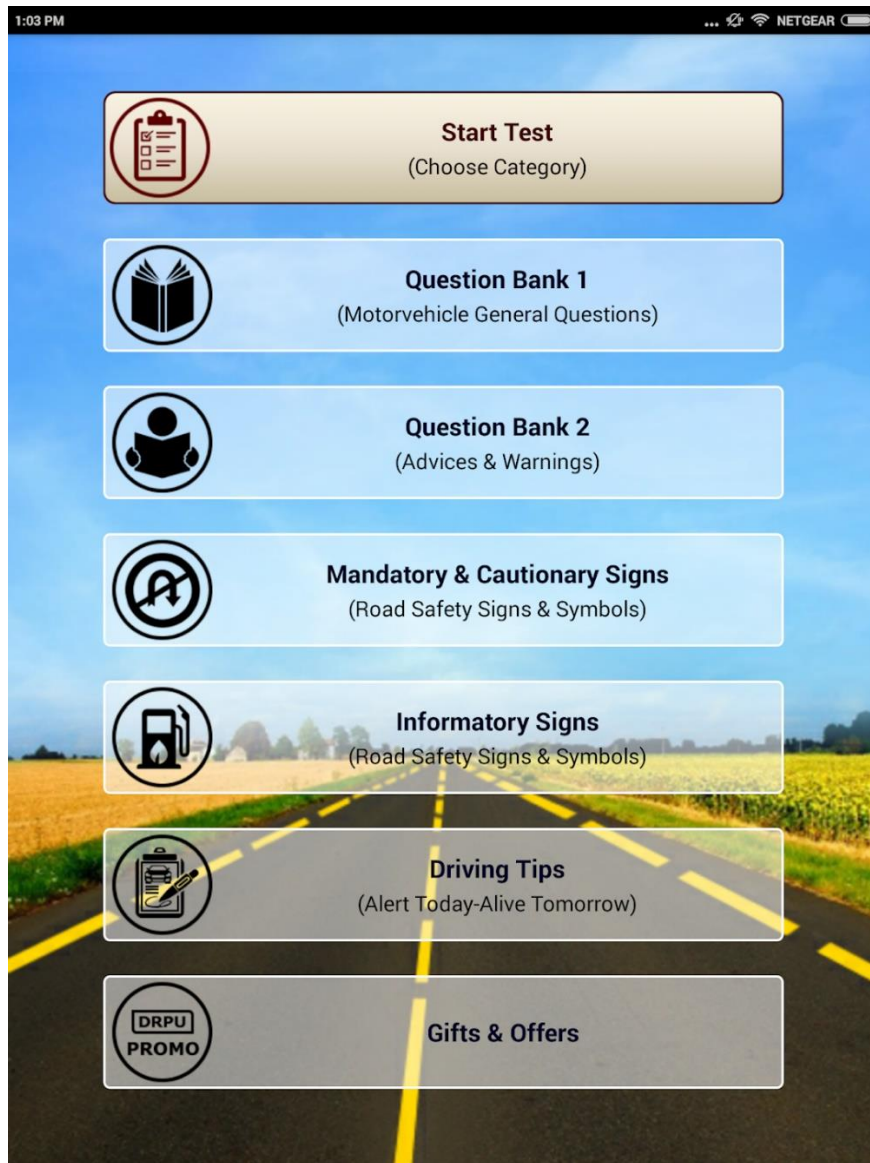 1:03 PM ... NETGEAR
Start Test
(Choose Category)
Question Bank 1
(Motorvehicle General Questions)
Question Bank 2
(Advices & Warnings)
Mandatory & Cautionary Signs
(Road Safety Signs & Symbols)
Informatory Signs
(Road Safety Signs & Symbols)
Driving Tips
(Alert Today-Alive Tomorrow)
DRPU
PROMO
Gifts & Offers